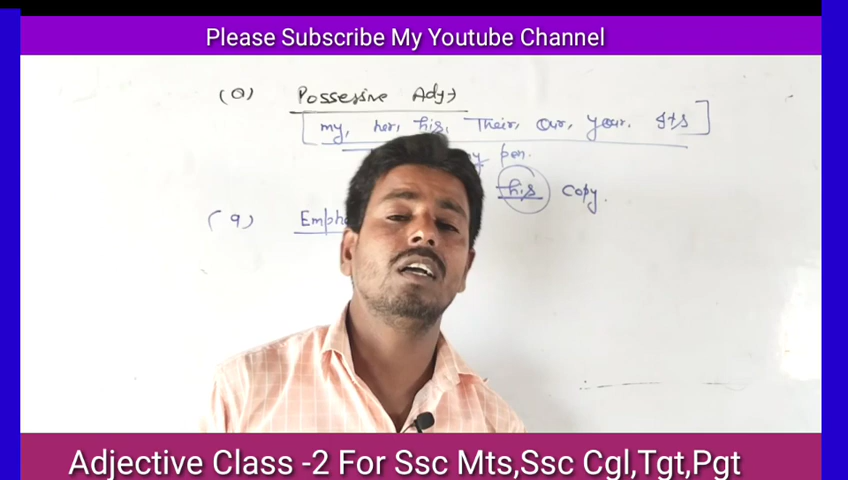 Please Subscribe My Youtube Channel
(8) Possessive Adj→
[my, her, his, Their, Our, your. Its]
pen.
his Copy.
(9)
Adjective Class -2 For Ssc Mts,Ssc Cgl,Tgt,Pgt